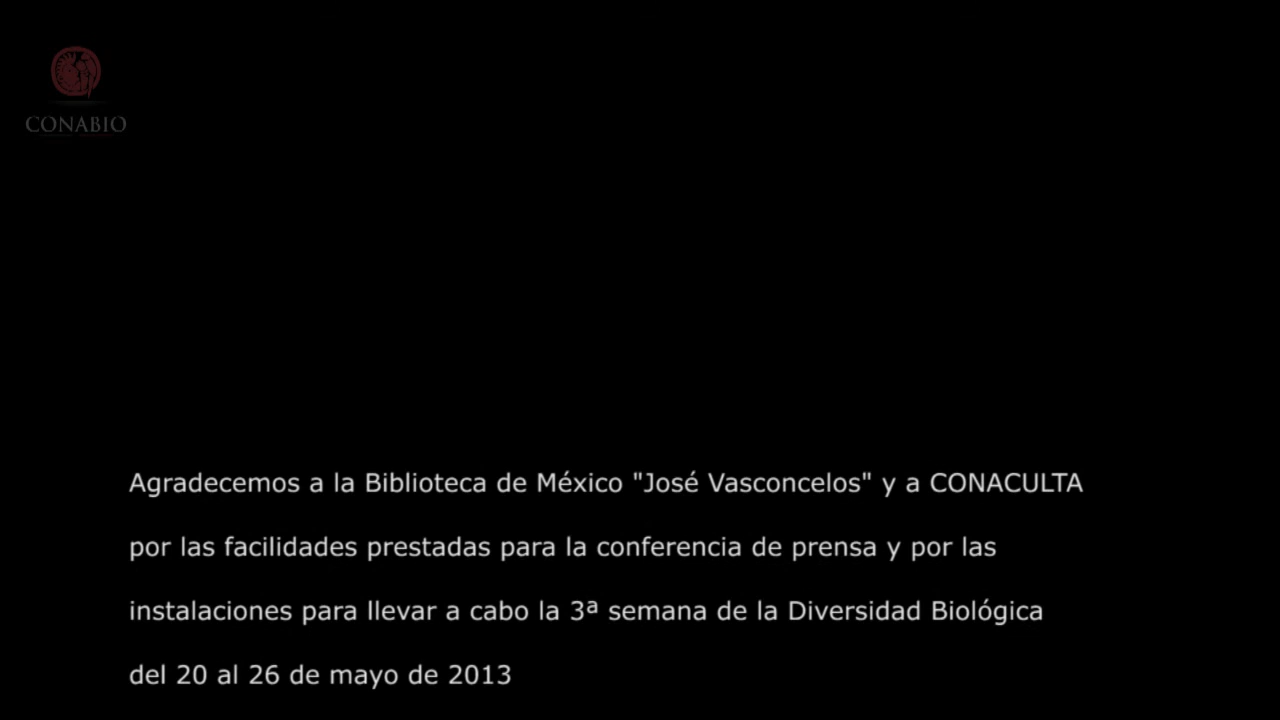 CONABIO
Agradecemos a la Biblioteca de México "José Vasconcelos" y a CONACULTA
por las facilidades prestadas para la conferencia de prensa y por las
instalaciones para llevar a cabo la 3ª semana de la Diversidad Biológica
del 20 al 26 de mayo de 2013